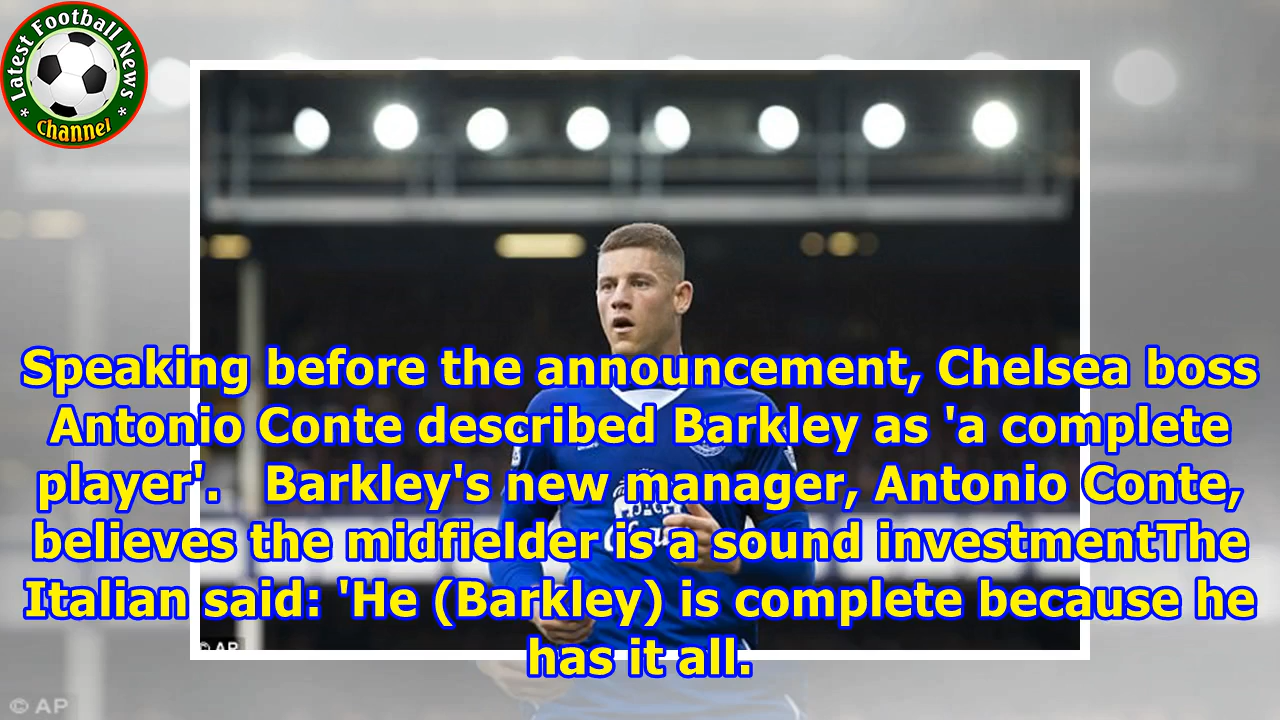 Latest Football News
Channel
Speaking before the announcement, Chelsea boss
Antonio Conte described Barkley as 'a complete
player'.   Barkley's new manager, Antonio Conte,
believes the midfielder is a sound investmentThe
Italian said: 'He (Barkley) is complete because he
has it all.
© AP
© AP